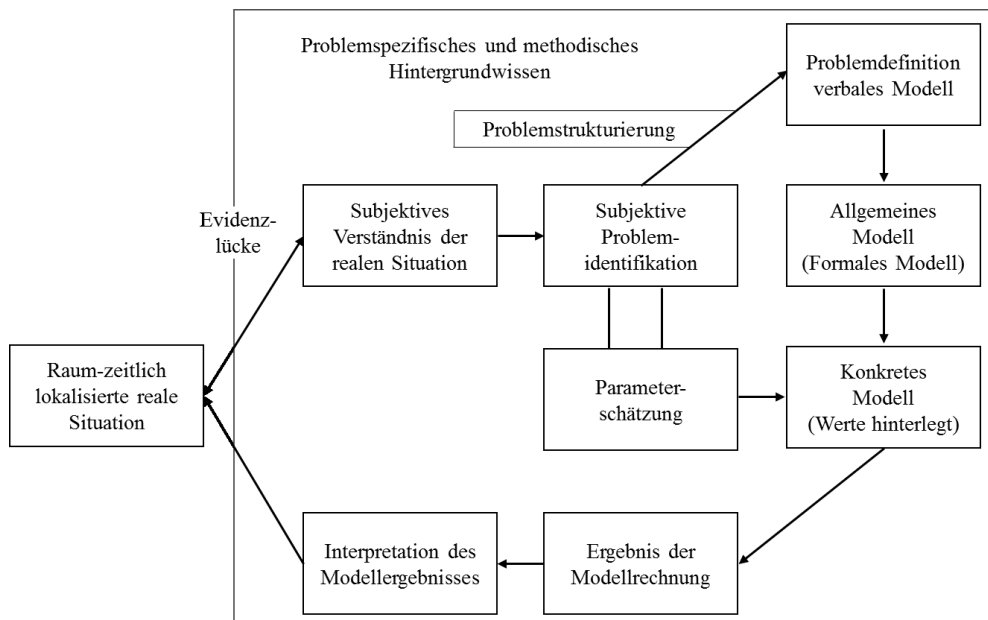 Problemspezifisches und methodisches
Hintergrundwissen
Problemdefinition
verbales Modell
Problemstrukturierung
Evidenz-
lücke
Subjektives
Verständnis der
realen Situation
Subjektive
Problem-
identifikation
Allgemeines
Modell
(Formales Modell)
Raum-zeitlich
lokalisierte reale
Situation
Parameter-
schätzung
Konkretes
Modell
(Werte hinterlegt)
Interpretation des
Modellergebnisses
Ergebnis der
Modellrechnung